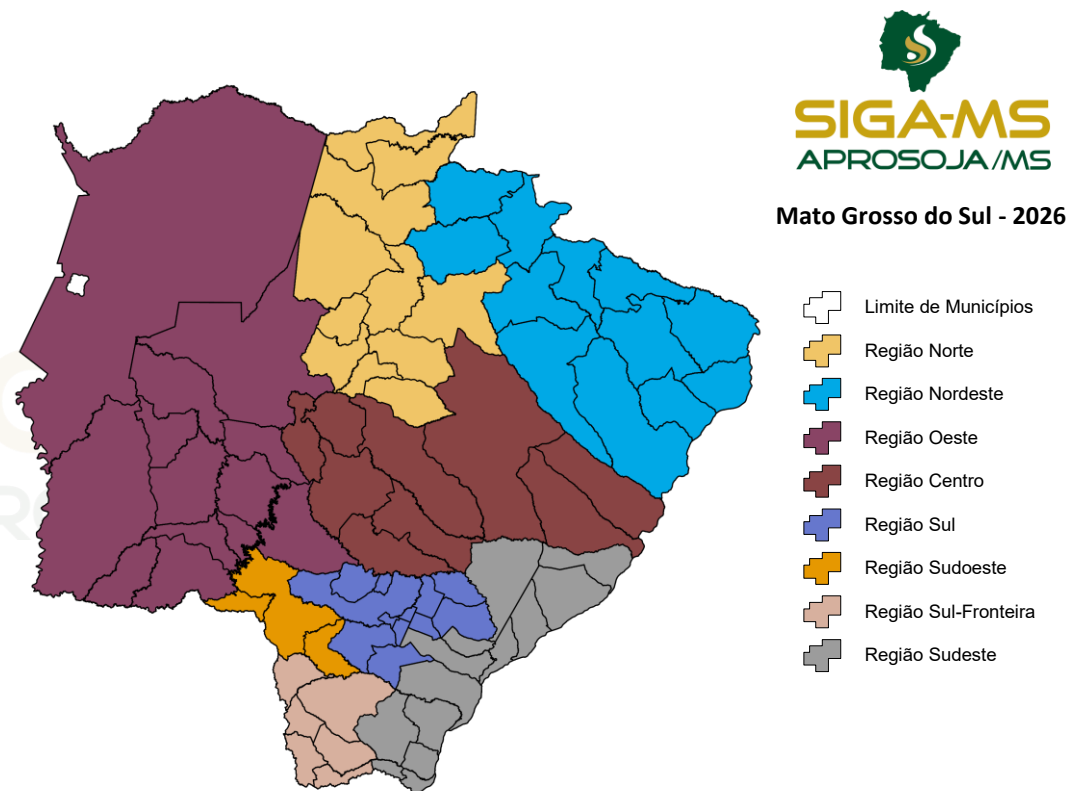 SIGA-MS
APROSOJA/MS
Mato Grosso do Sul - 2026
Limite de Municípios
Região Norte
Região Nordeste
Região Oeste
Região Centro
Região Sul
Região Sudoeste
Região Sul-Fronteira
Região Sudeste